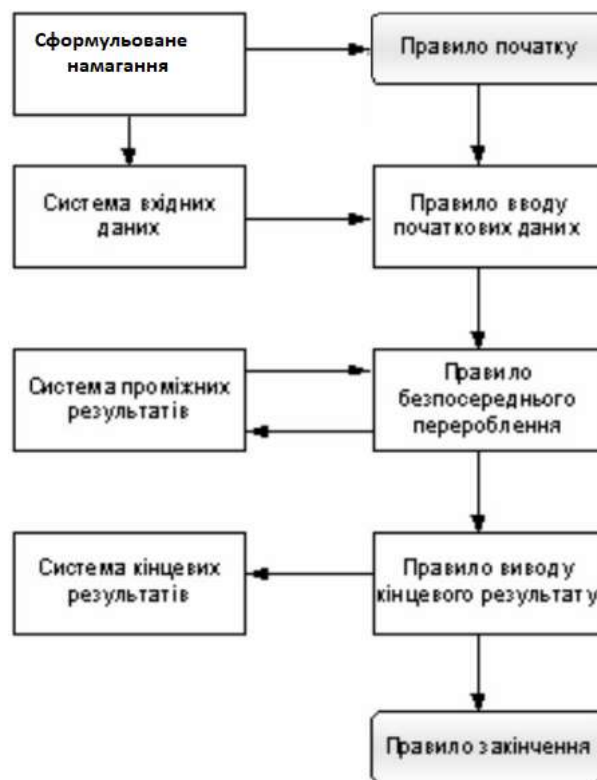 Сформульоване
намагання
Правило початку
Система вхідних
даних
Правило вводу
початкових даних
Система проміжних
результатів
Правило
безпосереднього
перероблення
Система кінцевих
результатів
Правило виводу
кінцевого результату
Правило закінчення